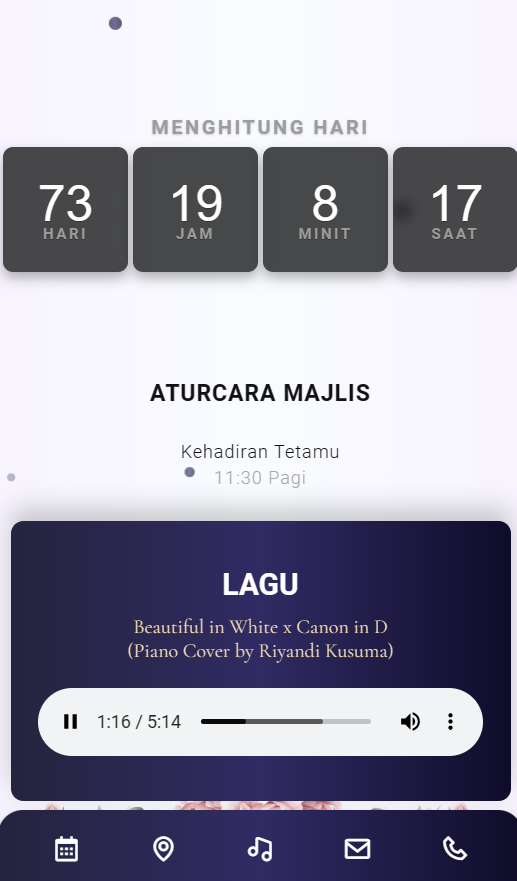 MENGHITUNG HARI
73 19 8 17
HARI JAM MINIT SAAT
ATURCARA MAJLIS
Kehadiran Tetamu
11:30 Pagi
LAGU
Beautiful in White x Canon in D
(Piano Cover by Riyandi Kusuma)
1:16 / 5:14